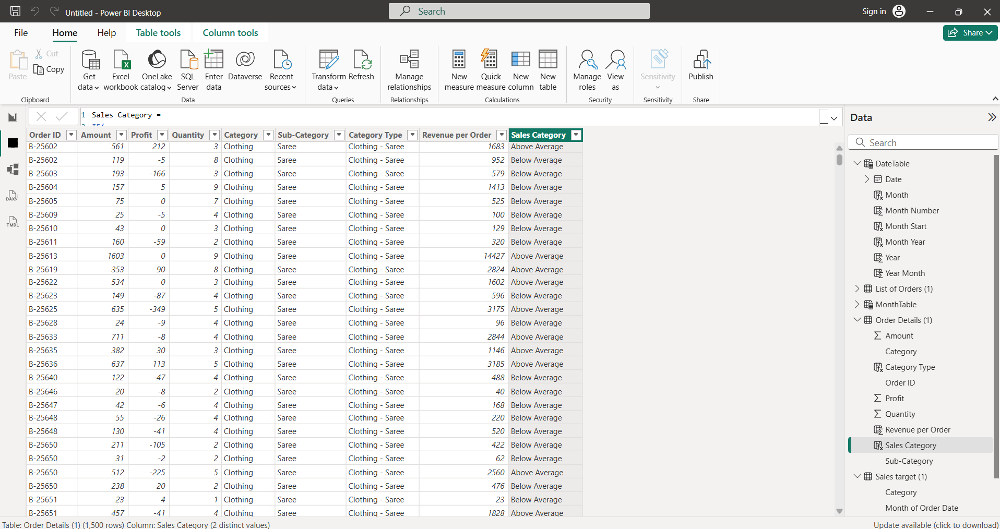 Untitled - Power BI Desktop
Search
Sign in
File Home Help Table tools Column tools
Share
Paste
Cut
Copy
Get data
Excel workbook
OneLake catalog
SQL Server
Enter data
Dataverse
Recent sources
Transform data
Refresh
Manage relationships
New measure
Quick measure
New column
New table
Manage roles
View as
Sensitivity
Publish
Clipboard Data Queries Relationships Calculations Security Sensitivity Share
1 Sales Category =
2 IF(
DAX
TMDL
Order ID Amount Profit Quantity Category Sub-Category Category Type Revenue per Order Sales Category
B-25602 561 212 3 Clothing Saree Clothing - Saree 1683 Above Average
B-25602 119 -5 8 Clothing Saree Clothing - Saree 952 Below Average
B-25603 193 -166 3 Clothing Saree Clothing - Saree 579 Below Average
B-25604 157 5 9 Clothing Saree Clothing - Saree 1413 Below Average
B-25605 75 0 7 Clothing Saree Clothing - Saree 525 Below Average
B-25609 25 -5 4 Clothing Saree Clothing - Saree 100 Below Average
B-25610 43 0 3 Clothing Saree Clothing - Saree 129 Below Average
B-25611 160 -59 2 Clothing Saree Clothing - Saree 320 Below Average
B-25613 1603 0 9 Clothing Saree Clothing - Saree 14427 Above Average
B-25619 353 90 8 Clothing Saree Clothing - Saree 2824 Above Average
B-25622 534 0 3 Clothing Saree Clothing - Saree 1602 Above Average
B-25623 149 -87 4 Clothing Saree Clothing - Saree 596 Below Average
B-25625 635 -349 5 Clothing Saree Clothing - Saree 3175 Above Average
B-25628 24 -9 4 Clothing Saree Clothing - Saree 96 Below Average
B-25633 711 -8 4 Clothing Saree Clothing - Saree 2844 Above Average
B-25635 382 30 3 Clothing Saree Clothing - Saree 1146 Above Average
B-25636 637 113 5 Clothing Saree Clothing - Saree 3185 Above Average
B-25640 122 -47 4 Clothing Saree Clothing - Saree 488 Below Average
B-25646 20 -8 2 Clothing Saree Clothing - Saree 40 Below Average
B-25647 42 -6 4 Clothing Saree Clothing - Saree 168 Below Average
B-25648 55 -26 4 Clothing Saree Clothing - Saree 220 Below Average
B-25648 130 -41 4 Clothing Saree Clothing - Saree 520 Below Average
B-25650 211 -105 2 Clothing Saree Clothing - Saree 422 Below Average
B-25650 31 -2 2 Clothing Saree Clothing - Saree 62 Below Average
B-25650 512 -225 5 Clothing Saree Clothing - Saree 2560 Above Average
B-25650 238 20 2 Clothing Saree Clothing - Saree 476 Below Average
B-25651 23 4 1 Clothing Saree Clothing - Saree 23 Below Average
B-25651 457 -41 4 Clothing Saree Clothing - Saree 1828 Above Average
Data
Search
DateTable
Date
Month
Month Number
Month Start
Month Year
Year
Year Month
List of Orders (1)
MonthTable
Order Details (1)
Amount
Category
Category Type
Order ID
Profit
Quantity
Revenue per Order
Sales Category
Sub-Category
Sales target (1)
Category
Month of Order Date
Table: Order Details (1) (1,500 rows) Column: Sales Category (2 distinct values)
Update available (click to download)